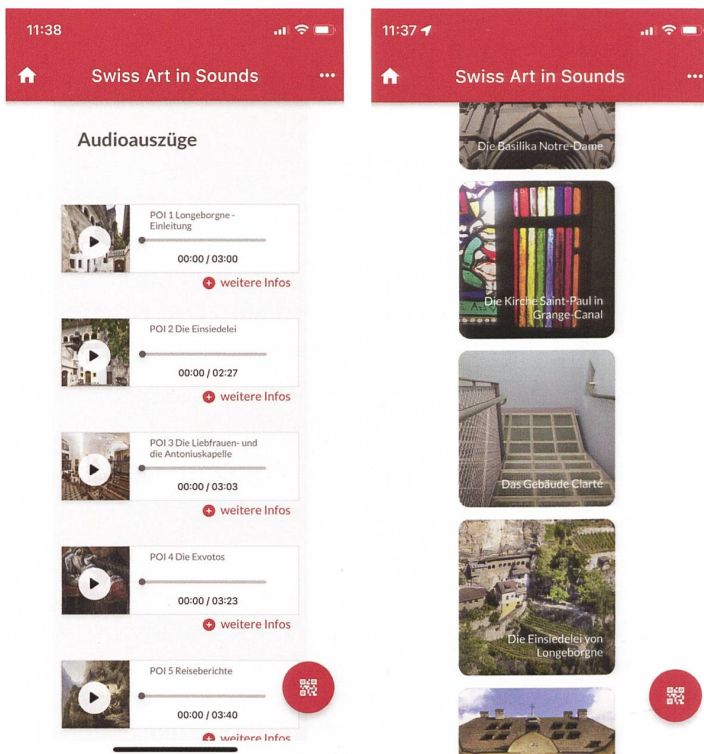 11:38
Swiss Art in Sounds
Audioauszüge
POI 1 Longeborgne -
Einleitung
00:00 / 03:00
weitere Infos
POI 2 Die Einsiedelei
00:00 / 02:27
weitere Infos
POI 3 Die Liebfrauen- und
die Antoniuskapelle
00:00 / 03:03
weitere Infos
POI 4 Die Exvotos
00:00 / 03:23
weitere Infos
POI 5 Reiseberichte
00:00 / 03:40
weitere Infos
11:37
Swiss Art in Sounds
Die Basilika Notre-Dame
Die Kirche Saint-Paul in
Grange-Canal
Das Gebäude Clarté
Die Einsiedelei von
Longeborgne